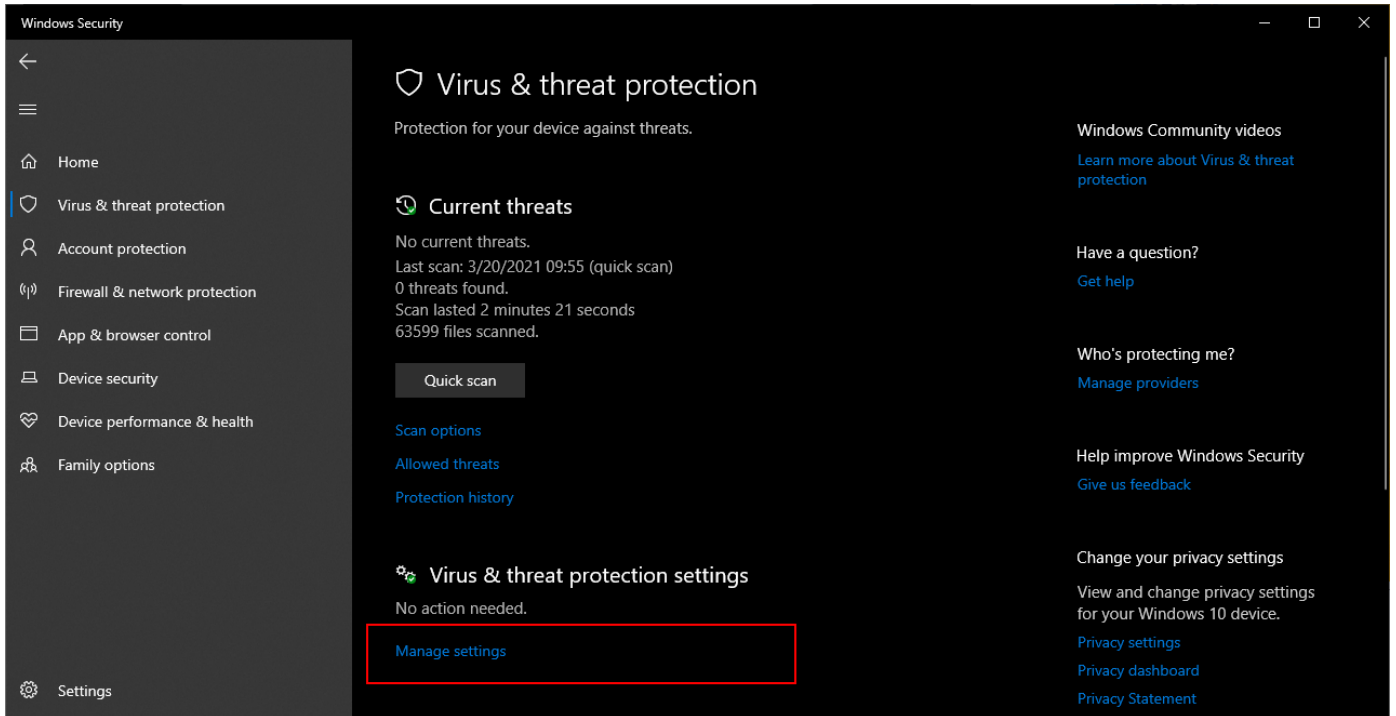 Windows Security
Home
Virus & threat protection
Account protection
Firewall & network protection
App & browser control
Device security
Device performance & health
Family options
Settings
Virus & threat protection
Protection for your device against threats.
Current threats
No current threats.
Last scan: 3/20/2021 09:55 (quick scan)
0 threats found.
Scan lasted 2 minutes 21 seconds
63599 files scanned.
Quick scan
Scan options
Allowed threats
Protection history
Virus & threat protection settings
No action needed.
Manage settings
Windows Community videos
Learn more about Virus & threat
protection
Have a question?
Get help
Who's protecting me?
Manage providers
Help improve Windows Security
Give us feedback
Change your privacy settings
View and change privacy settings
for your Windows 10 device.
Privacy settings
Privacy dashboard
Privacy Statement